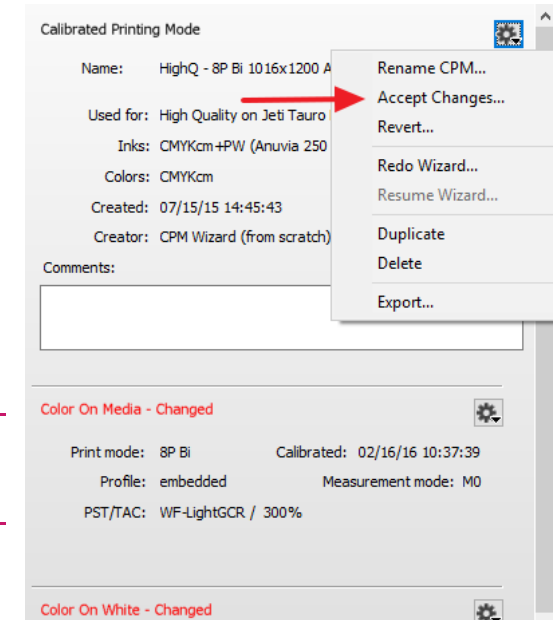 Calibrated Printing Mode
Name: HighQ - 8P Bi 1016x1200 A
Used for: High Quality on Jeti Tauro
Inks: CMYKcm+PW (Anuvia 250
Colors: CMYKcm
Created: 07/15/15 14:45:43
Creator: CPM Wizard (from scratch)
Comments:
Rename CPM...
Accept Changes...
Revert...
Redo Wizard...
Resume Wizard...
Duplicate
Delete
Export...
Color On Media - Changed
Print mode: 8P Bi Calibrated: 02/16/16 10:37:39
Profile: embedded Measurement mode: M0
PST/TAC: WF-LightGCR / 300%
Color On White - Changed